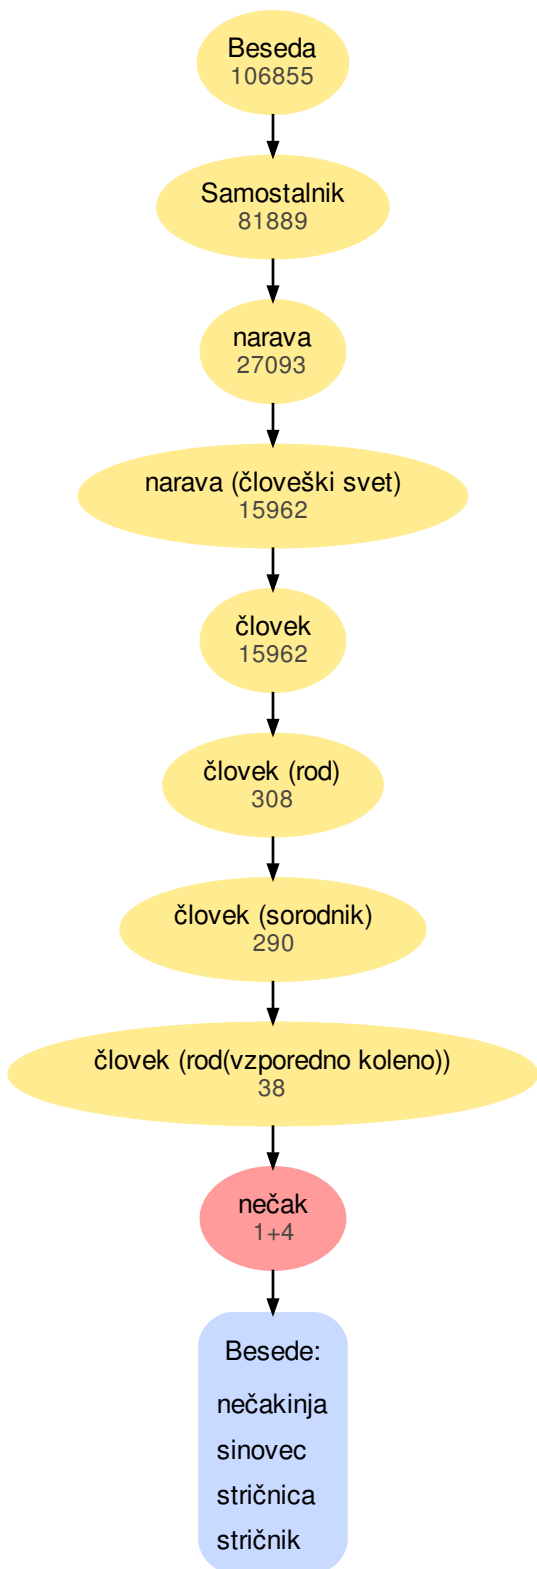 Beseda
106855
Samostalnik
81889
narava
27093
narava (človeški svet)
15962
človek
15962
človek (rod)
308
človek (sorodnik)
290
človek (rod(vzporedno koleno))
38
nečak
1+4
Besede:
nečakinja
sinovec
stričnica
stričnik